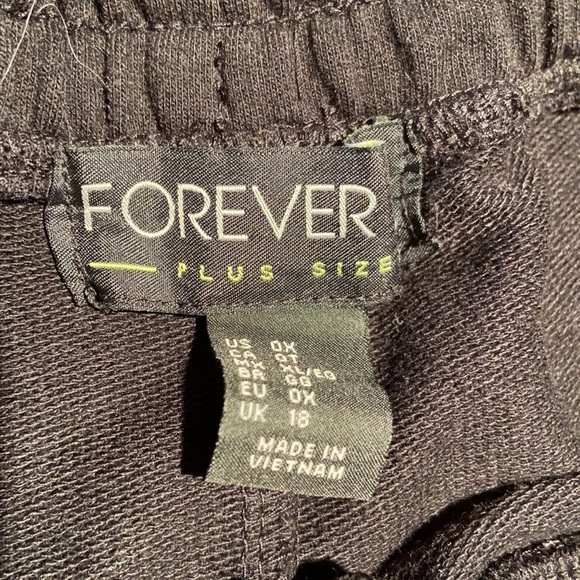 FOREVER
PLUS SIZE
US 0X
CA 0T
MX XL/EG
BR GG
EU 0X
UK 18
MADE IN
VIETNAM